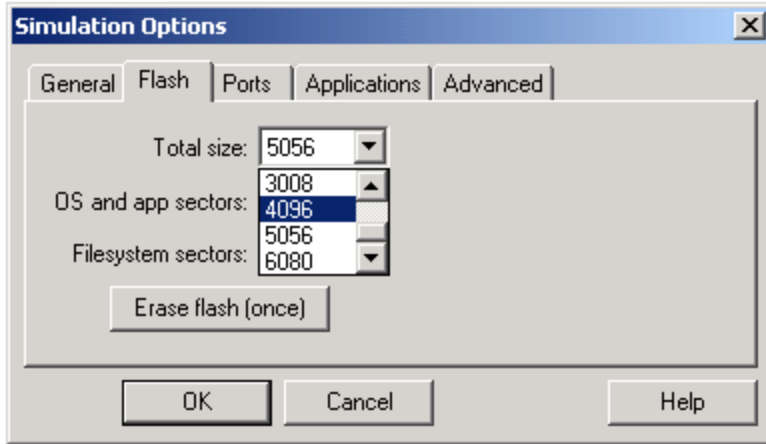 Simulation Options
General Flash Ports Applications Advanced
Total size: 5056
3008
OS and app sectors: 4096
5056
Filesystem sectors: 6080
Erase flash (once)
OK Cancel Help